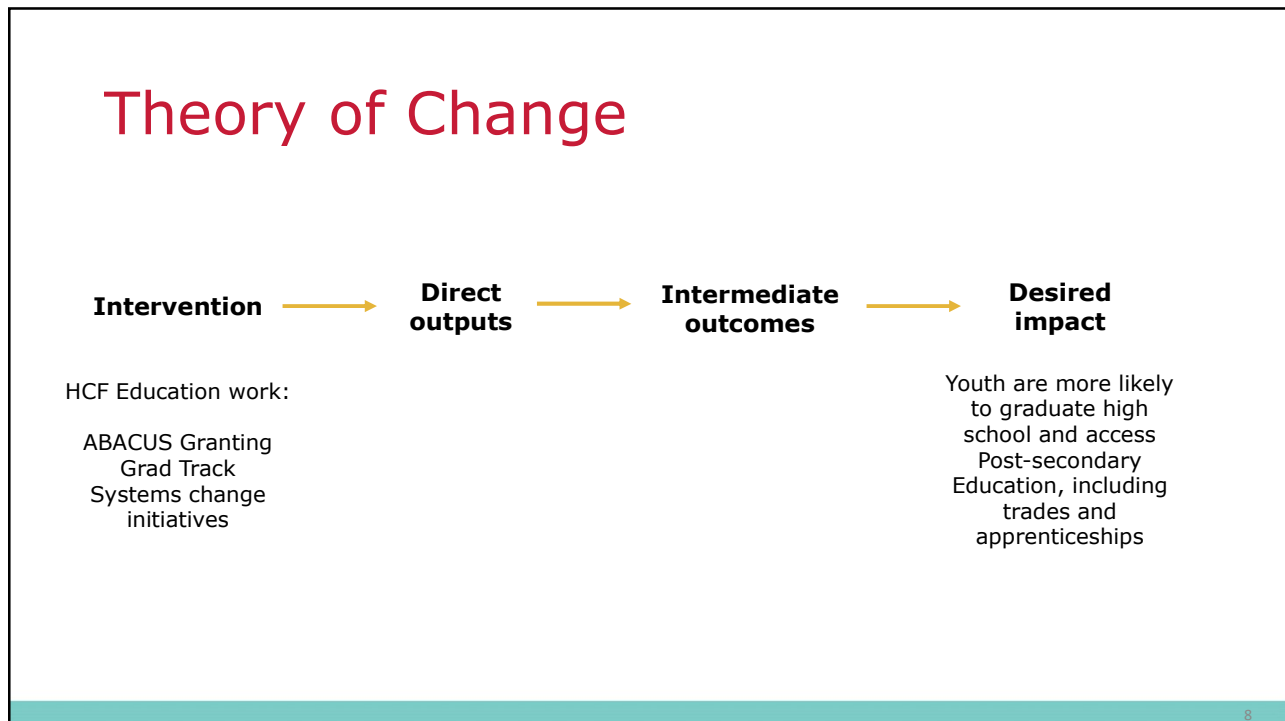 Theory of Change
Intervention
Direct
outputs
Intermediate
outcomes
Desired
impact
HCF Education work:
ABACUS Granting
Grad Track
Systems change
initiatives
Youth are more likely
to graduate high
school and access
Post-secondary
Education, including
trades and
apprenticeships
8